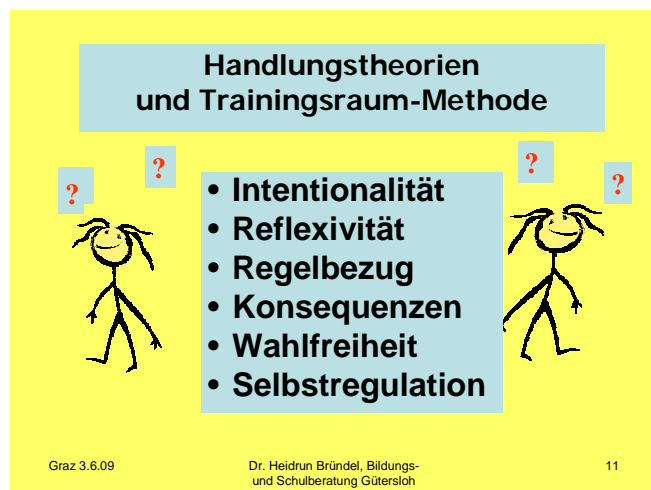 Handlungstheorien
und Trainingsraum-Methode
?
?
?
?
• Intentionalität
• Reflexivität
• Regelbezug
• Konsequenzen
• Wahlfreiheit
• Selbstregulation
Graz 3.6.09
Dr. Heidrun Bründel, Bildungs-
und Schulberatung Gütersloh
11